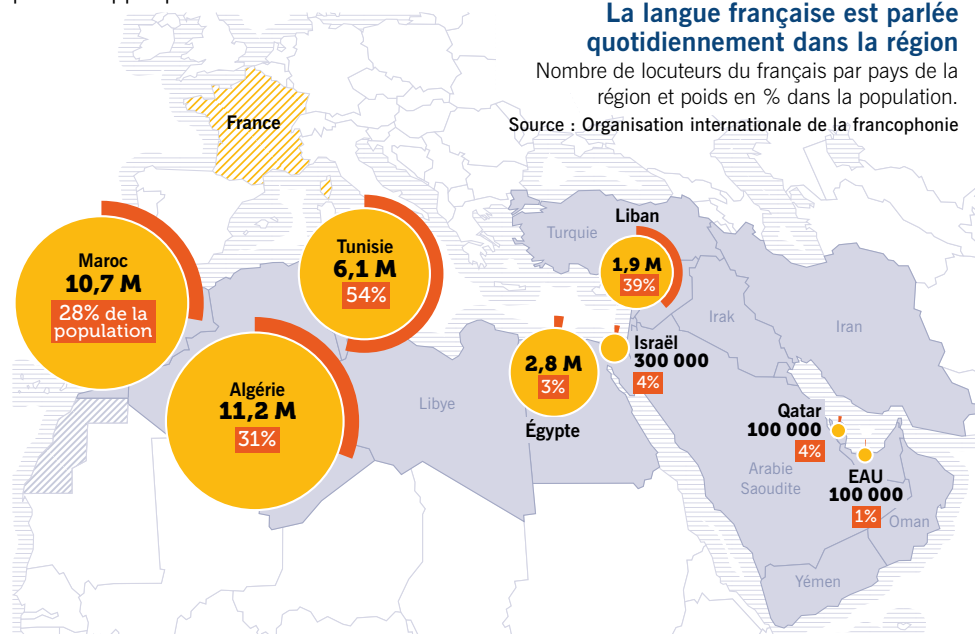 La langue française est parlée
quotidiennement dans la région
Nombre de locuteurs du français par pays de la
région et poids en % dans la population.
Source : Organisation internationale de la francophonie
France
Maroc
10,7 M
28% de la
population
Tunisie
6,1 M
54%
Algérie
11,2 M
31%
Libye
Turquie
Liban
1,9 M
39%
2,8 M
3%
Égypte
Israël
300 000
4%
Irak
Iran
Qatar
100 000
4%
Arabie
Saoudite
EAU
100 000
1%
Oman
Yémen